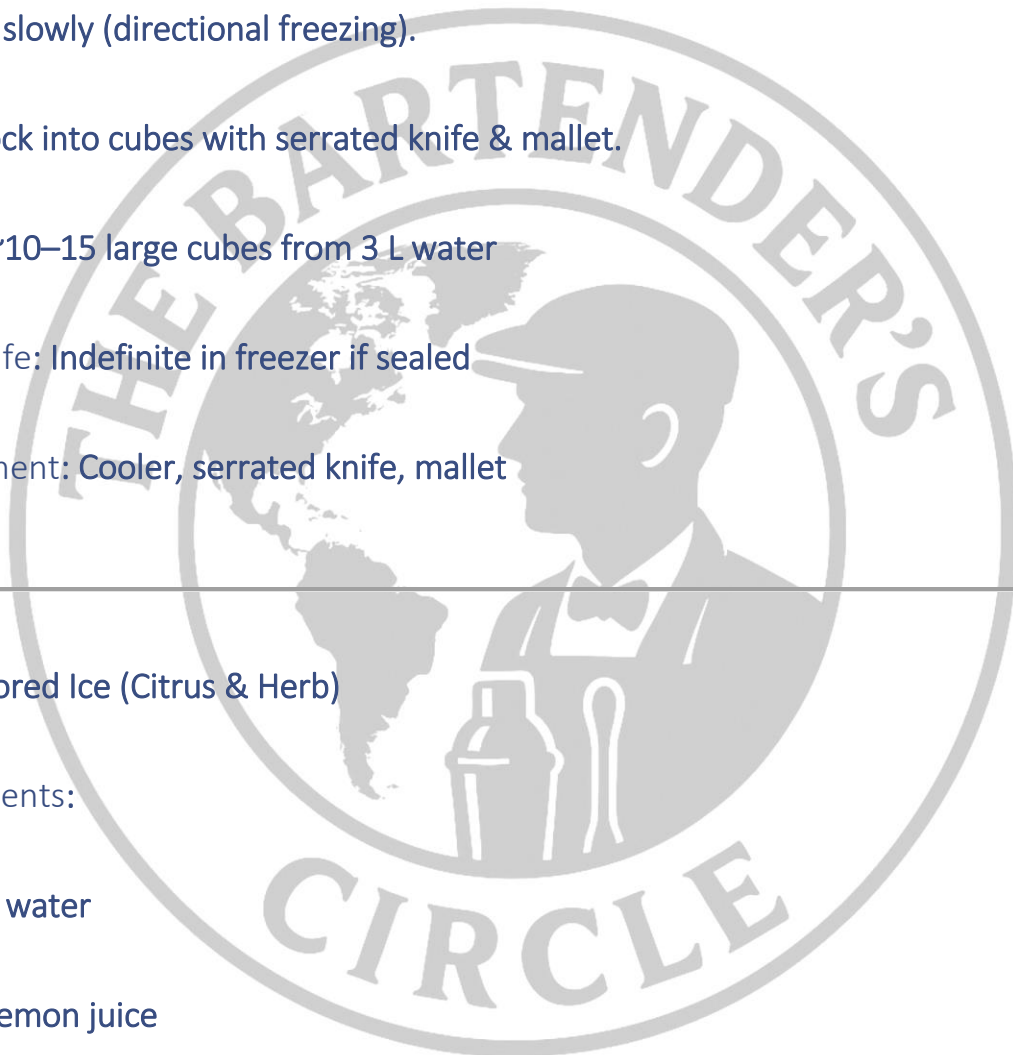 slowly (directional freezing).
ck into cubes with serrated knife & mallet.
~10–15 large cubes from 3 L water
fe: Indefinite in freezer if sealed
ment: Cooler, serrated knife, mallet
ored Ice (Citrus & Herb)
ents:
water
emon juice
THE BARTENDER'S
CIRCLE